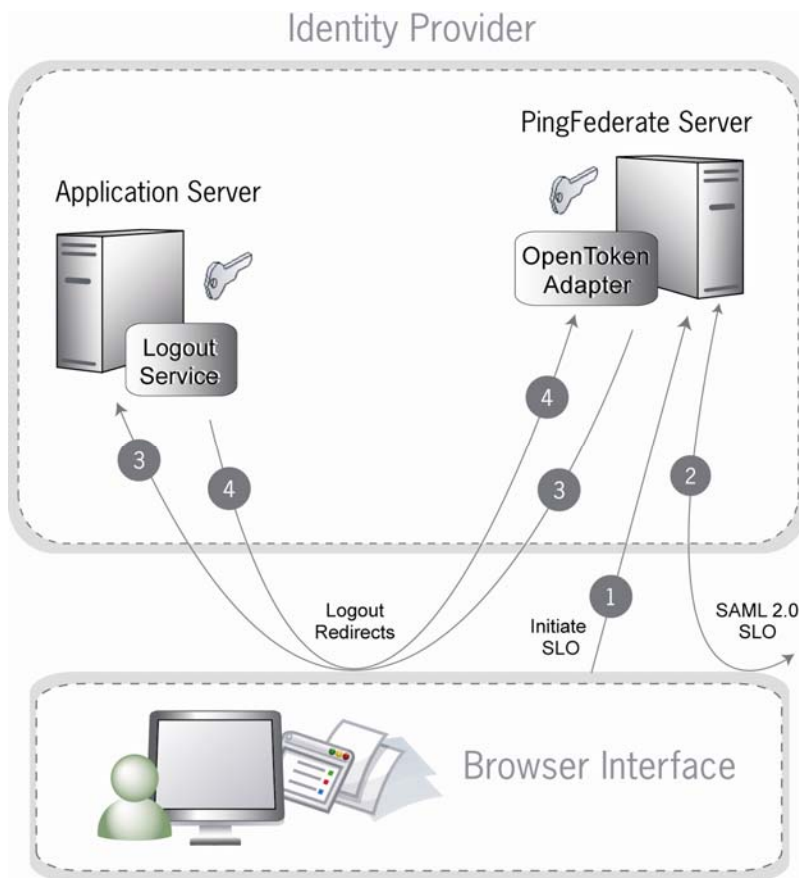 Identity Provider
PingFederate Server
Application Server
OpenToken
Adapter
Logout
Service
4
3
2
3
4
1
Logout
Redirects
Initiate
SLO
SAML 2.0
SLO
Browser Interface